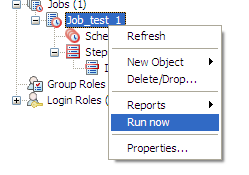 Jobs (1)
Job_test_1
Sche
Step
Group Roles
Login Roles (
Refresh
New Object
Delete/Drop...
Reports
Run now
Properties...